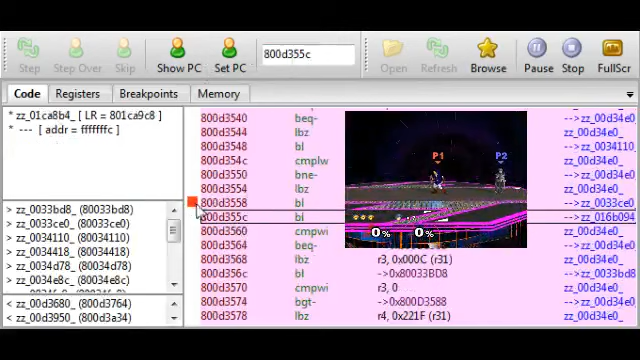 Step Step Over Skip Show PC Set PC 800d355c Open Refresh Browse Pause Stop FullScr
Code Registers Breakpoints Memory
* zz_01ca8b4_ [ LR = 801ca9c8 ]
* --- [ addr = fffffffc ]
> zz_0033bd8_ (80033bd8)
> zz_0033ce0_ (80033ce0)
> zz_0034110_ (80034110)
> zz_0034418_ (80034418)
> zz_0034d78_ (80034d78)
> zz_0034e8c_ (80034e8c)
< zz_00d3680_ (800d3764)
< zz_00d3950_ (800d3a34)
800d3540 beq- -->zz_00d34e0_
800d3544 lbz zz_00d34e0_
800d3548 bl -->zz_0034110_
800d354c cmplw zz_00d34e0_
800d3550 bne- -->zz_00d34e0_
800d3554 lbz zz_00d34e0_
800d3558 bl -->zz_0033ce0_
800d355c bl -->zz_016b094
800d3560 cmpwi zz_00d34e0_
800d3564 beq- -->zz_00d34e0_
800d3568 lbz r3, 0x000C (r31) zz_00d34e0_
800d356c bl ->0x80033BD8 -->zz_0033bd8
800d3570 cmpwi r3, 0 zz_00d34e0_
800d3574 bgt- ->0x800D3588 -->zz_00d34e0_
800d3578 lbz r4, 0x221F (r31) zz_00d34e0_
P1 P2
0% 0%